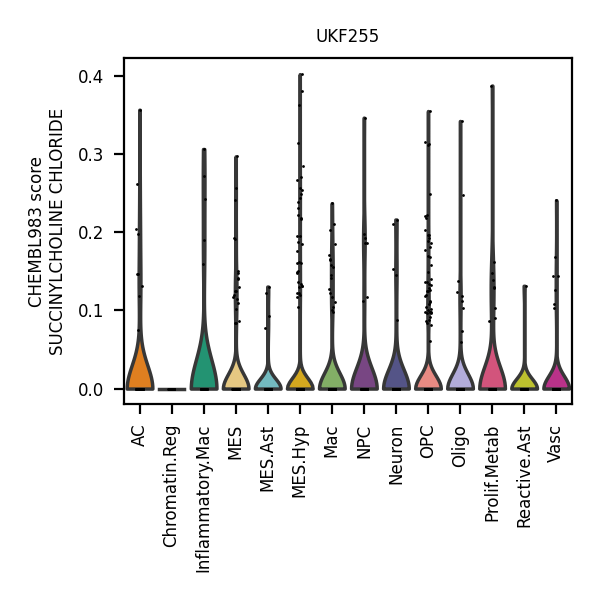 UKF255
CHEMBL983 score
SUCCINYLCHOLINE CHLORIDE
0.4
0.3
0.2
0.1
0.0
AC
Chromatin.Reg
Inflammatory.Mac
MES
MES.Ast
MES.Hyp
Mac
NPC
Neuron
OPC
Oligo
Prolif.Metab
Reactive.Ast
Vasc